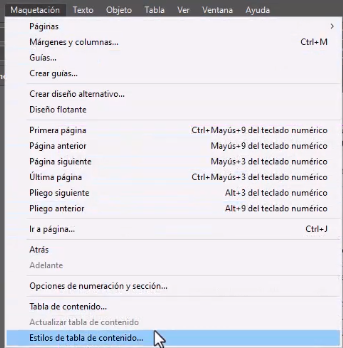 Maquetación Texto Objeto Tabla Ver Ventana Ayuda
Páginas
Márgenes y columnas... Ctrl+M
Guías...
Crear guías...
Crear diseño alternativo...
Diseño flotante
Primera página Ctrl+Mayús+9 del teclado numérico
Página anterior Mayús+9 del teclado numérico
Página siguiente Mayús+3 del teclado numérico
Última página Ctrl+Mayús+3 del teclado numérico
Pliego siguiente Alt+3 del teclado numérico
Pliego anterior Alt+9 del teclado numérico
Ir a página... Ctrl+J
Atrás
Adelante
Opciones de numeración y sección...
Tabla de contenido...
Actualizar tabla de contenido
Estilos de tabla de contenido...